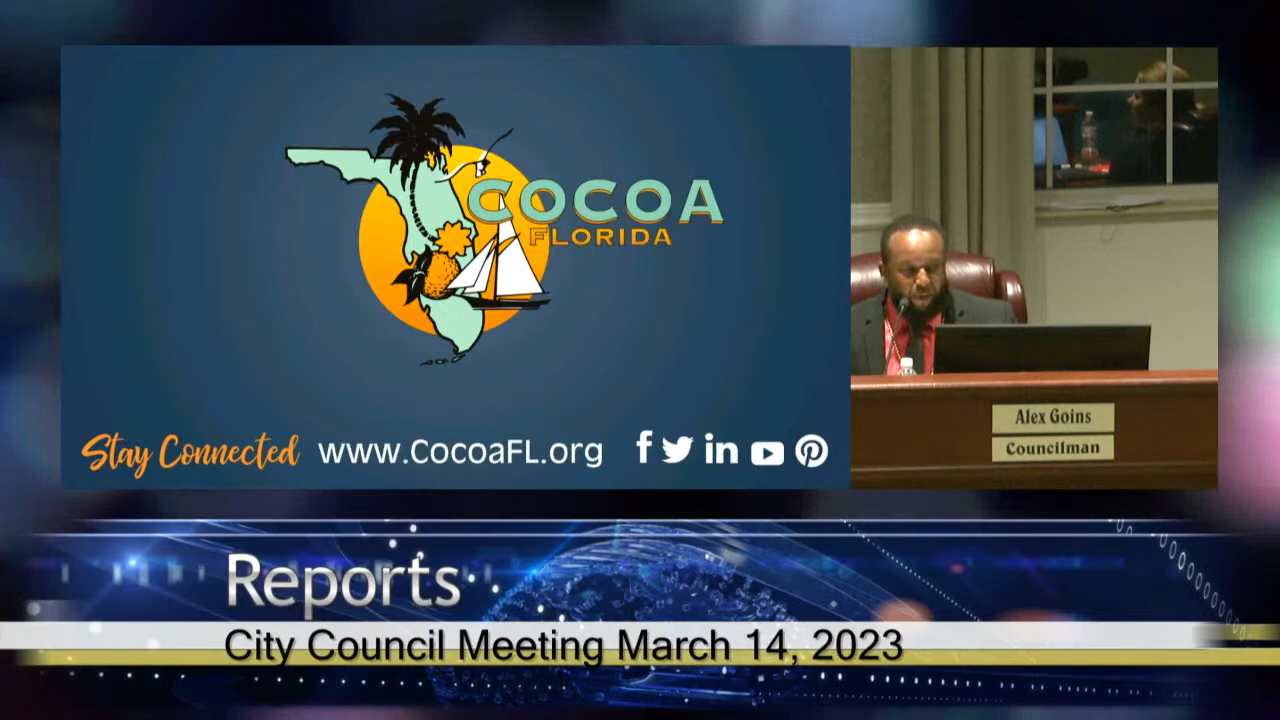 COCOA
FLORIDA
Stay Connected www.CocoaFL.org
Alex Goins
Councilman
Reports
City Council Meeting March 14, 2023